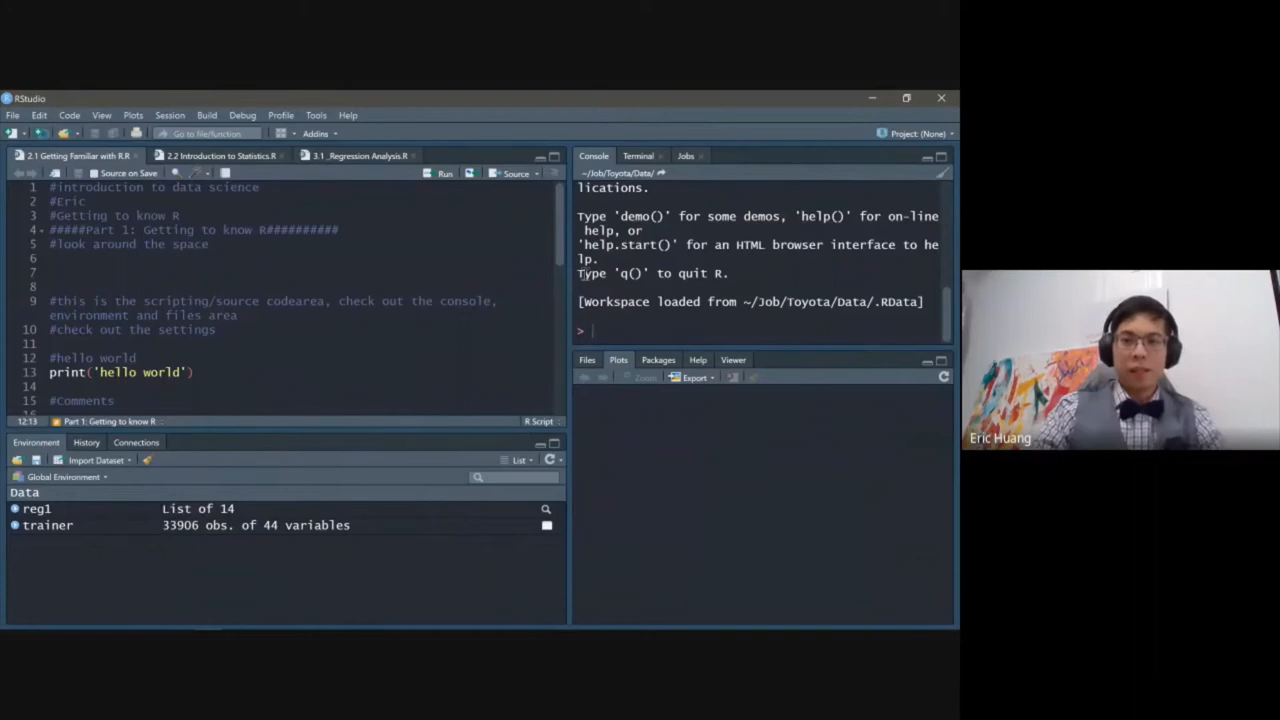 RStudio
File Edit Code View Plots Session Build Debug Profile Tools Help
Go to file/function Addins Project: (None)
2.1 Getting Familiar with R.R 2.2 Introduction to Statistics.R 3.1 _Regression Analysis.R
Source on Save Run Source
1 #introduction to data science
2 #Eric
3 #Getting to know R
4 #####Part 1: Getting to know R##########
5 #look around the space
6
7
8
9 #this is the scripting/source codearea, check out the console,
environment and files area
10 #check out the settings
11
12 #hello world
13 print('hello world')
14
15 #Comments
16
12:13 Part 1: Getting to know R R Script
Console Terminal Jobs
~/Job/Toyota/Data/
lications.
Type 'demo()' for some demos, 'help()' for on-line
help, or
'help.start()' for an HTML browser interface to he
lp.
Type 'q()' to quit R.
[Workspace loaded from ~/Job/Toyota/Data/.RData]
>
Environment History Connections
Import Dataset List
Global Environment
Data
reg1 List of 14
trainer 33906 obs. of 44 variables
Files Plots Packages Help Viewer
Zoom Export
Eric Huang